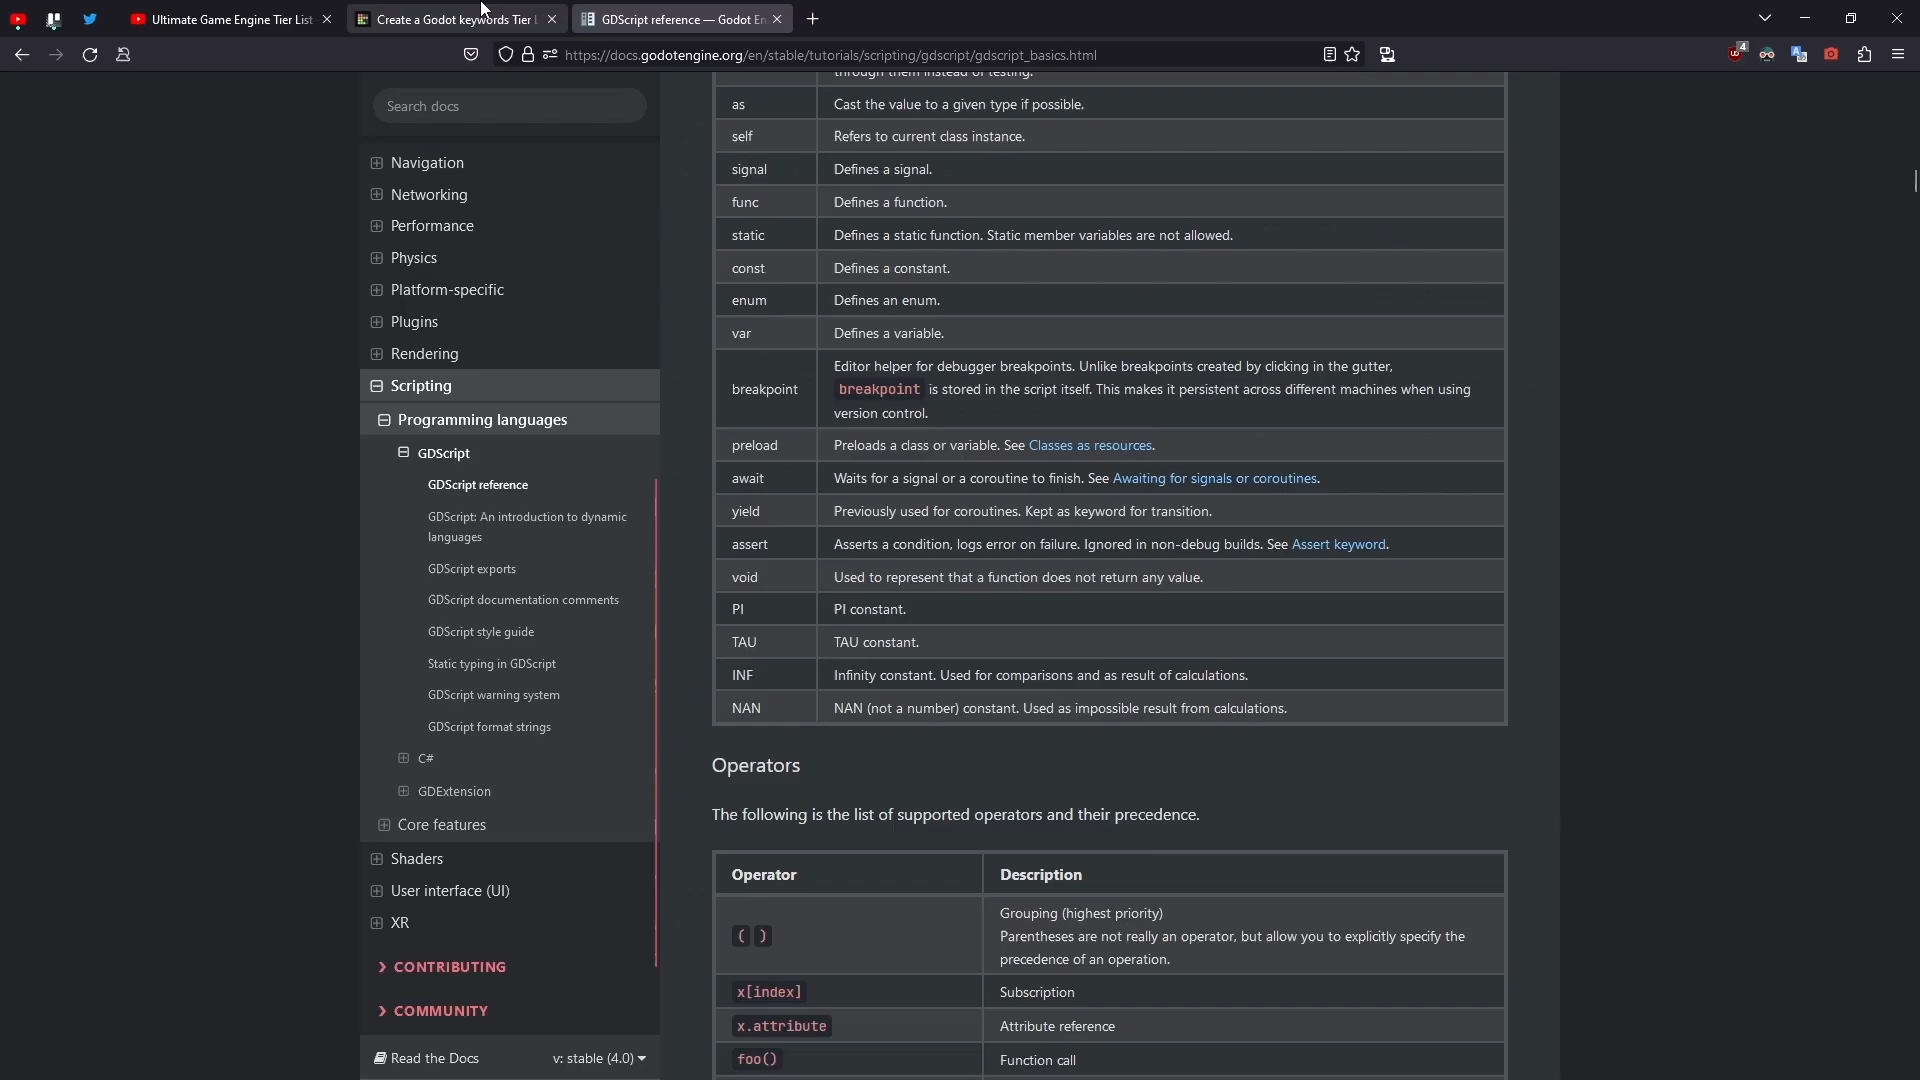 Ultimate Game Engine Tier List
Create a Godot keywords Tier L
GDScript reference — Godot En
https://docs.godotengine.org/en/stable/tutorials/scripting/gdscript/gdscript_basics.html
4
Search docs
Navigation
Networking
Performance
Physics
Platform-specific
Plugins
Rendering
Scripting
Programming languages
GDScript
GDScript reference
GDScript: An introduction to dynamic
languages
GDScript exports
GDScript documentation comments
GDScript style guide
Static typing in GDScript
GDScript warning system
GDScript format strings
C#
GDExtension
Core features
Shaders
User interface (UI)
XR
CONTRIBUTING
COMMUNITY
Read the Docs v: stable (4.0)
through them instead of testing.
as Cast the value to a given type if possible.
self Refers to current class instance.
signal Defines a signal.
func Defines a function.
static Defines a static function. Static member variables are not allowed.
const Defines a constant.
enum Defines an enum.
var Defines a variable.
Editor helper for debugger breakpoints. Unlike breakpoints created by clicking in the gutter,
breakpoint breakpoint is stored in the script itself. This makes it persistent across different machines when using
version control.
preload Preloads a class or variable. See Classes as resources.
await Waits for a signal or a coroutine to finish. See Awaiting for signals or coroutines.
yield Previously used for coroutines. Kept as keyword for transition.
assert Asserts a condition, logs error on failure. Ignored in non-debug builds. See Assert keyword.
void Used to represent that a function does not return any value.
PI PI constant.
TAU TAU constant.
INF Infinity constant. Used for comparisons and as result of calculations.
NAN NAN (not a number) constant. Used as impossible result from calculations.
Operators
The following is the list of supported operators and their precedence.
Operator Description
Grouping (highest priority)
( ) Parentheses are not really an operator, but allow you to explicitly specify the
precedence of an operation.
x[index] Subscription
x.attribute Attribute reference
foo() Function call